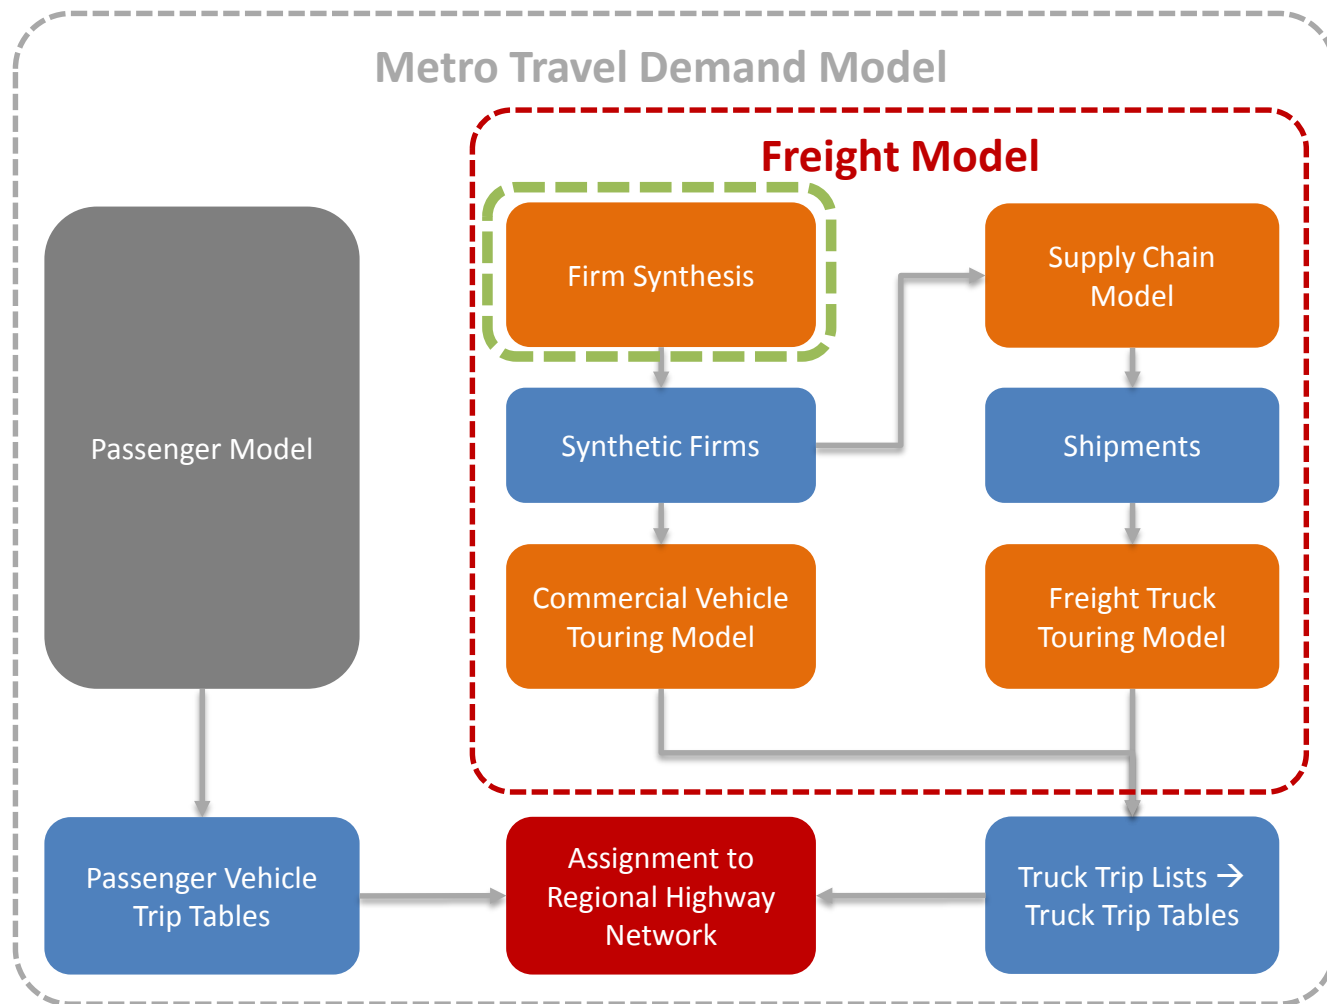 Metro Travel Demand Model
Freight Model
Firm Synthesis
Supply Chain
Model
Passenger Model
Synthetic Firms
Shipments
Commercial Vehicle
Touring Model
Freight Truck
Touring Model
Passenger Vehicle
Trip Tables
Assignment to
Regional Highway
Network
Truck Trip Lists →
Truck Trip Tables